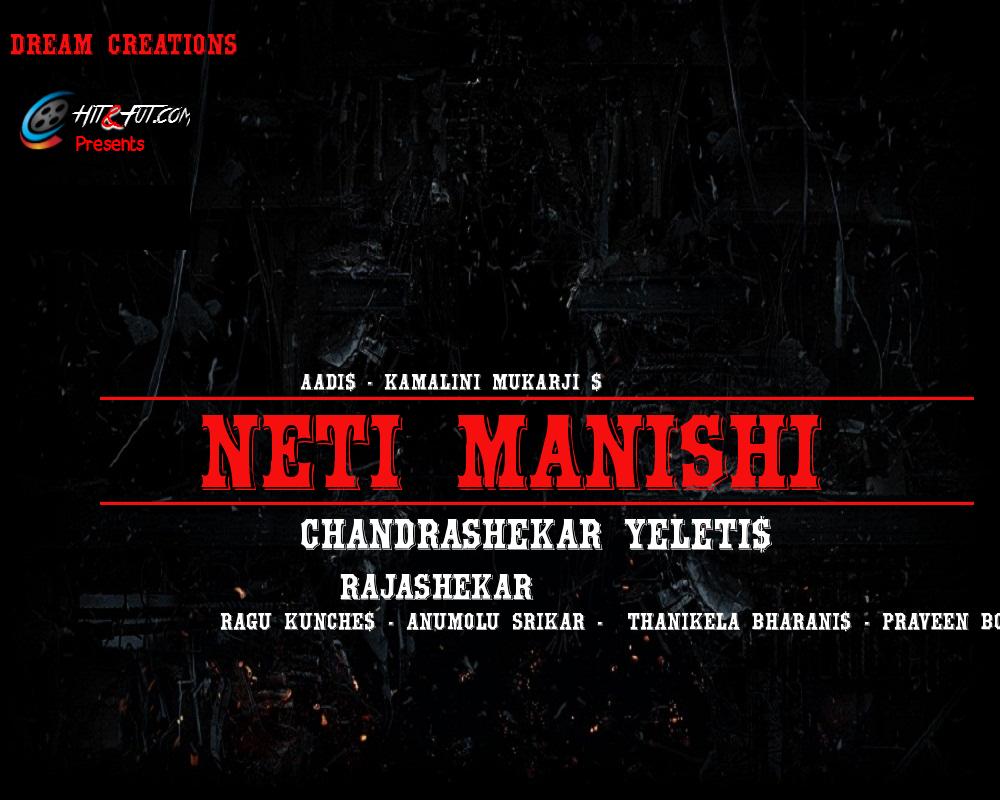 DREAM CREATIONS
HIT&FUT.COM
Presents
AADI$ - KAMALINI MUKARJI $
NETI MANISHI
CHANDRASHEKAR YELETI$
RAJASHEKAR
RAGU KUNCHE$ - ANUMOLU SRIKAR - THANIKELA BHARANI$ - PRAVEEN